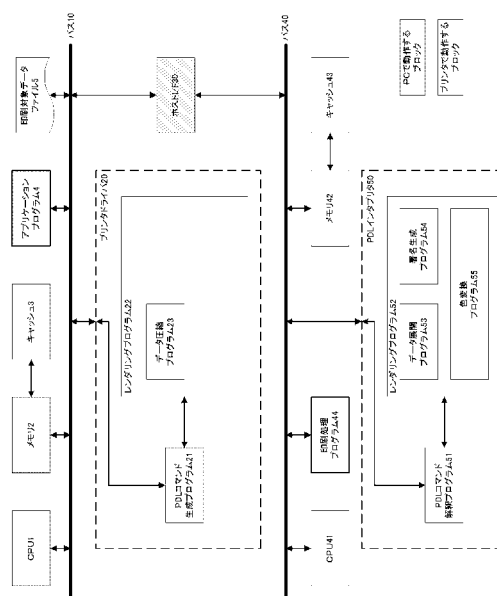 CPU1
メモリ2
キャッシュ3
アプリケーション
プログラム4
印刷対象データ
ファイル5
バス10
プリンタドライバ20
レンダリングプログラム22
データ圧縮
プログラム23
PDLコマンド
生成プログラム21
ホストI/F30
バス40
CPU41
印刷処理
プログラム44
メモリ42
キャッシュ43
PDLインタプリタ50
レンダリングプログラム52
データ展開
プログラム53
署名生成
プログラム54
色変換
プログラム55
PDLコマンド
解釈プログラム51
PCで動作する
ブロック
プリンタで動作する
ブロック